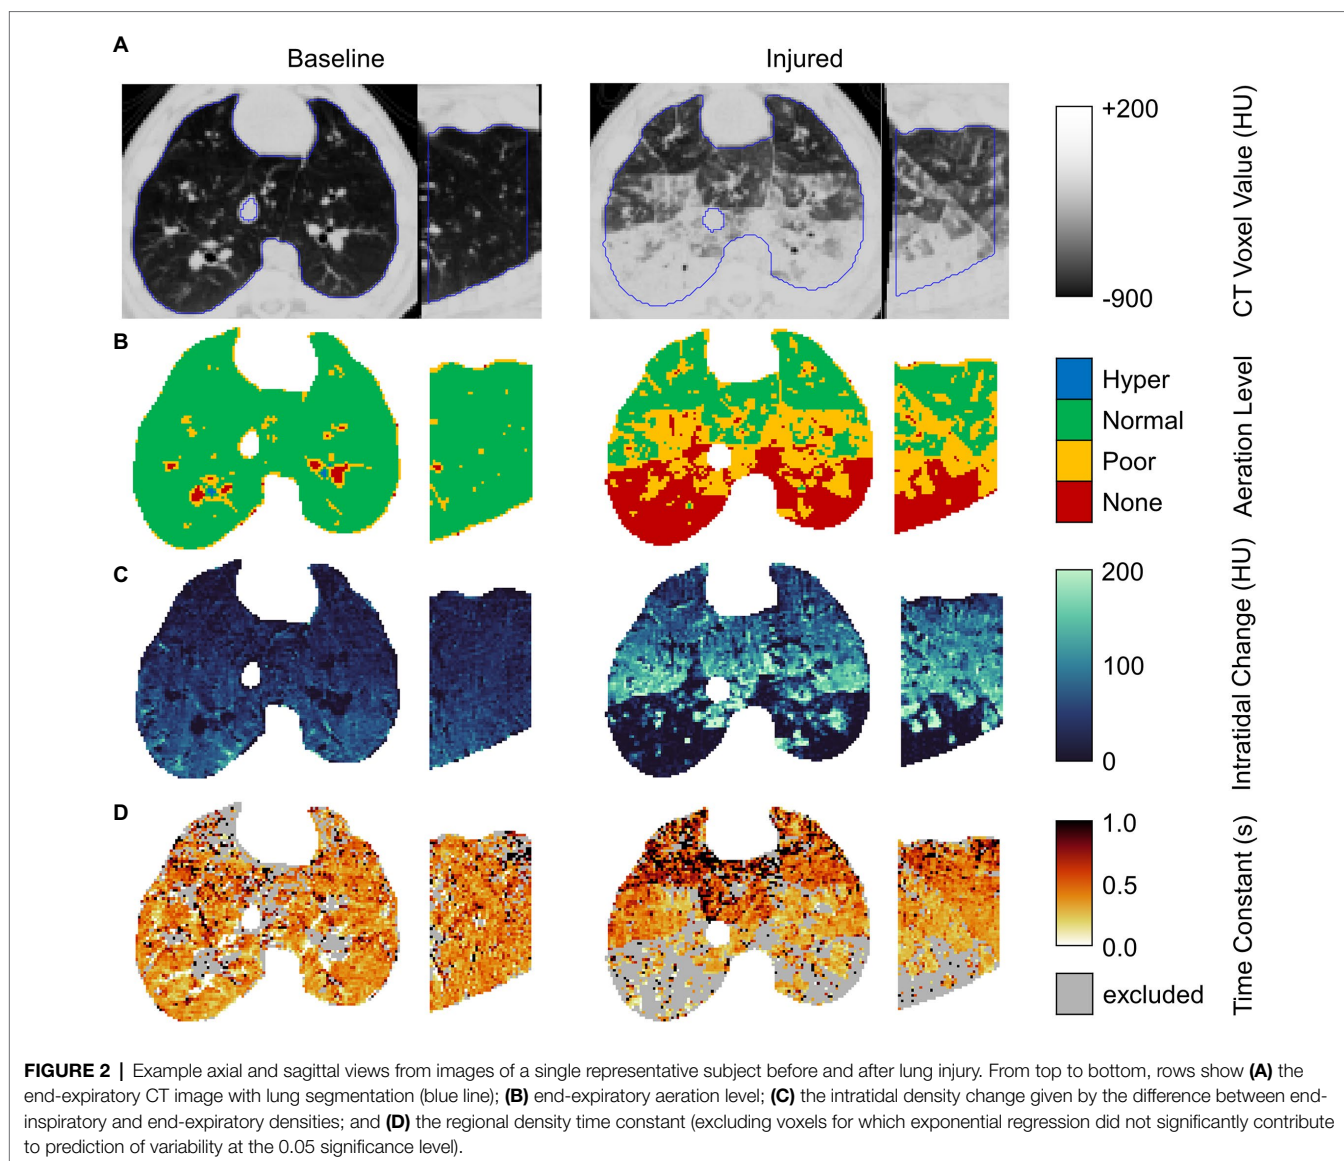 A
Baseline
Injured
+200
-900
CT Voxel Value (HU)
B
Hyper
Normal
Poor
None
Aeration Level
C
200
100
0
Intratidal Change (HU)
D
1.0
0.5
0.0
excluded
Time Constant (s)
FIGURE 2 | Example axial and sagittal views from images of a single representative subject before and after lung injury. From top to bottom, rows show (A) the
end-expiratory CT image with lung segmentation (blue line); (B) end-expiratory aeration level; (C) the intratidal density change given by the difference between end-
inspiratory and end-expiratory densities; and (D) the regional density time constant (excluding voxels for which exponential regression did not significantly contribute
to prediction of variability at the 0.05 significance level).